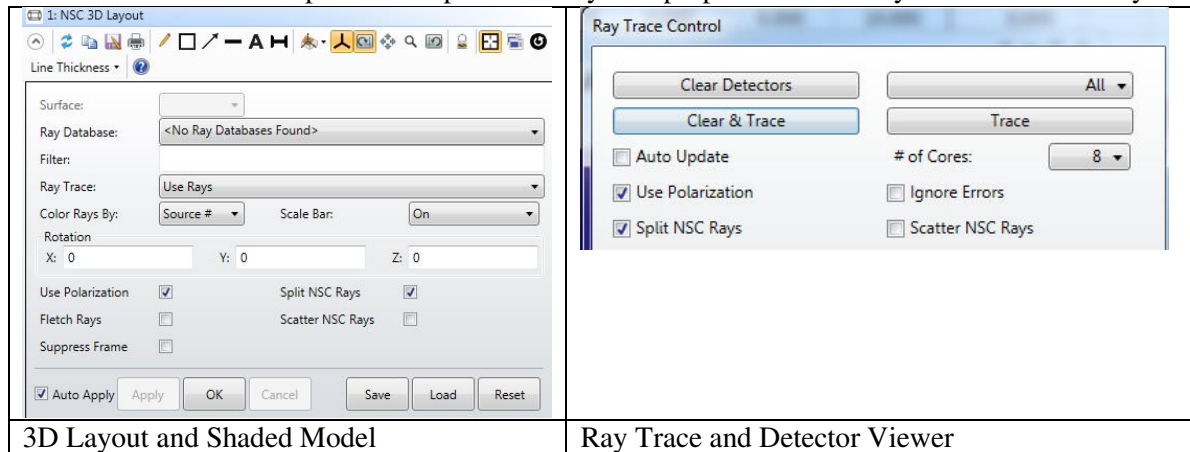 1: NSC 3D Layout
Line Thickness
Surface:
Ray Database: <No Ray Databases Found>
Filter:
Ray Trace: Use Rays
Color Rays By: Source # Scale Bar: On
Rotation
X: 0 Y: 0 Z: 0
Use Polarization Split NSC Rays
Fletch Rays Scatter NSC Rays
Suppress Frame
Auto Apply Apply OK Cancel Save Load Reset
3D Layout and Shaded Model
Ray Trace Control
Clear Detectors All
Clear & Trace Trace
Auto Update # of Cores: 8
Use Polarization Ignore Errors
Split NSC Rays Scatter NSC Rays
Ray Trace and Detector Viewer